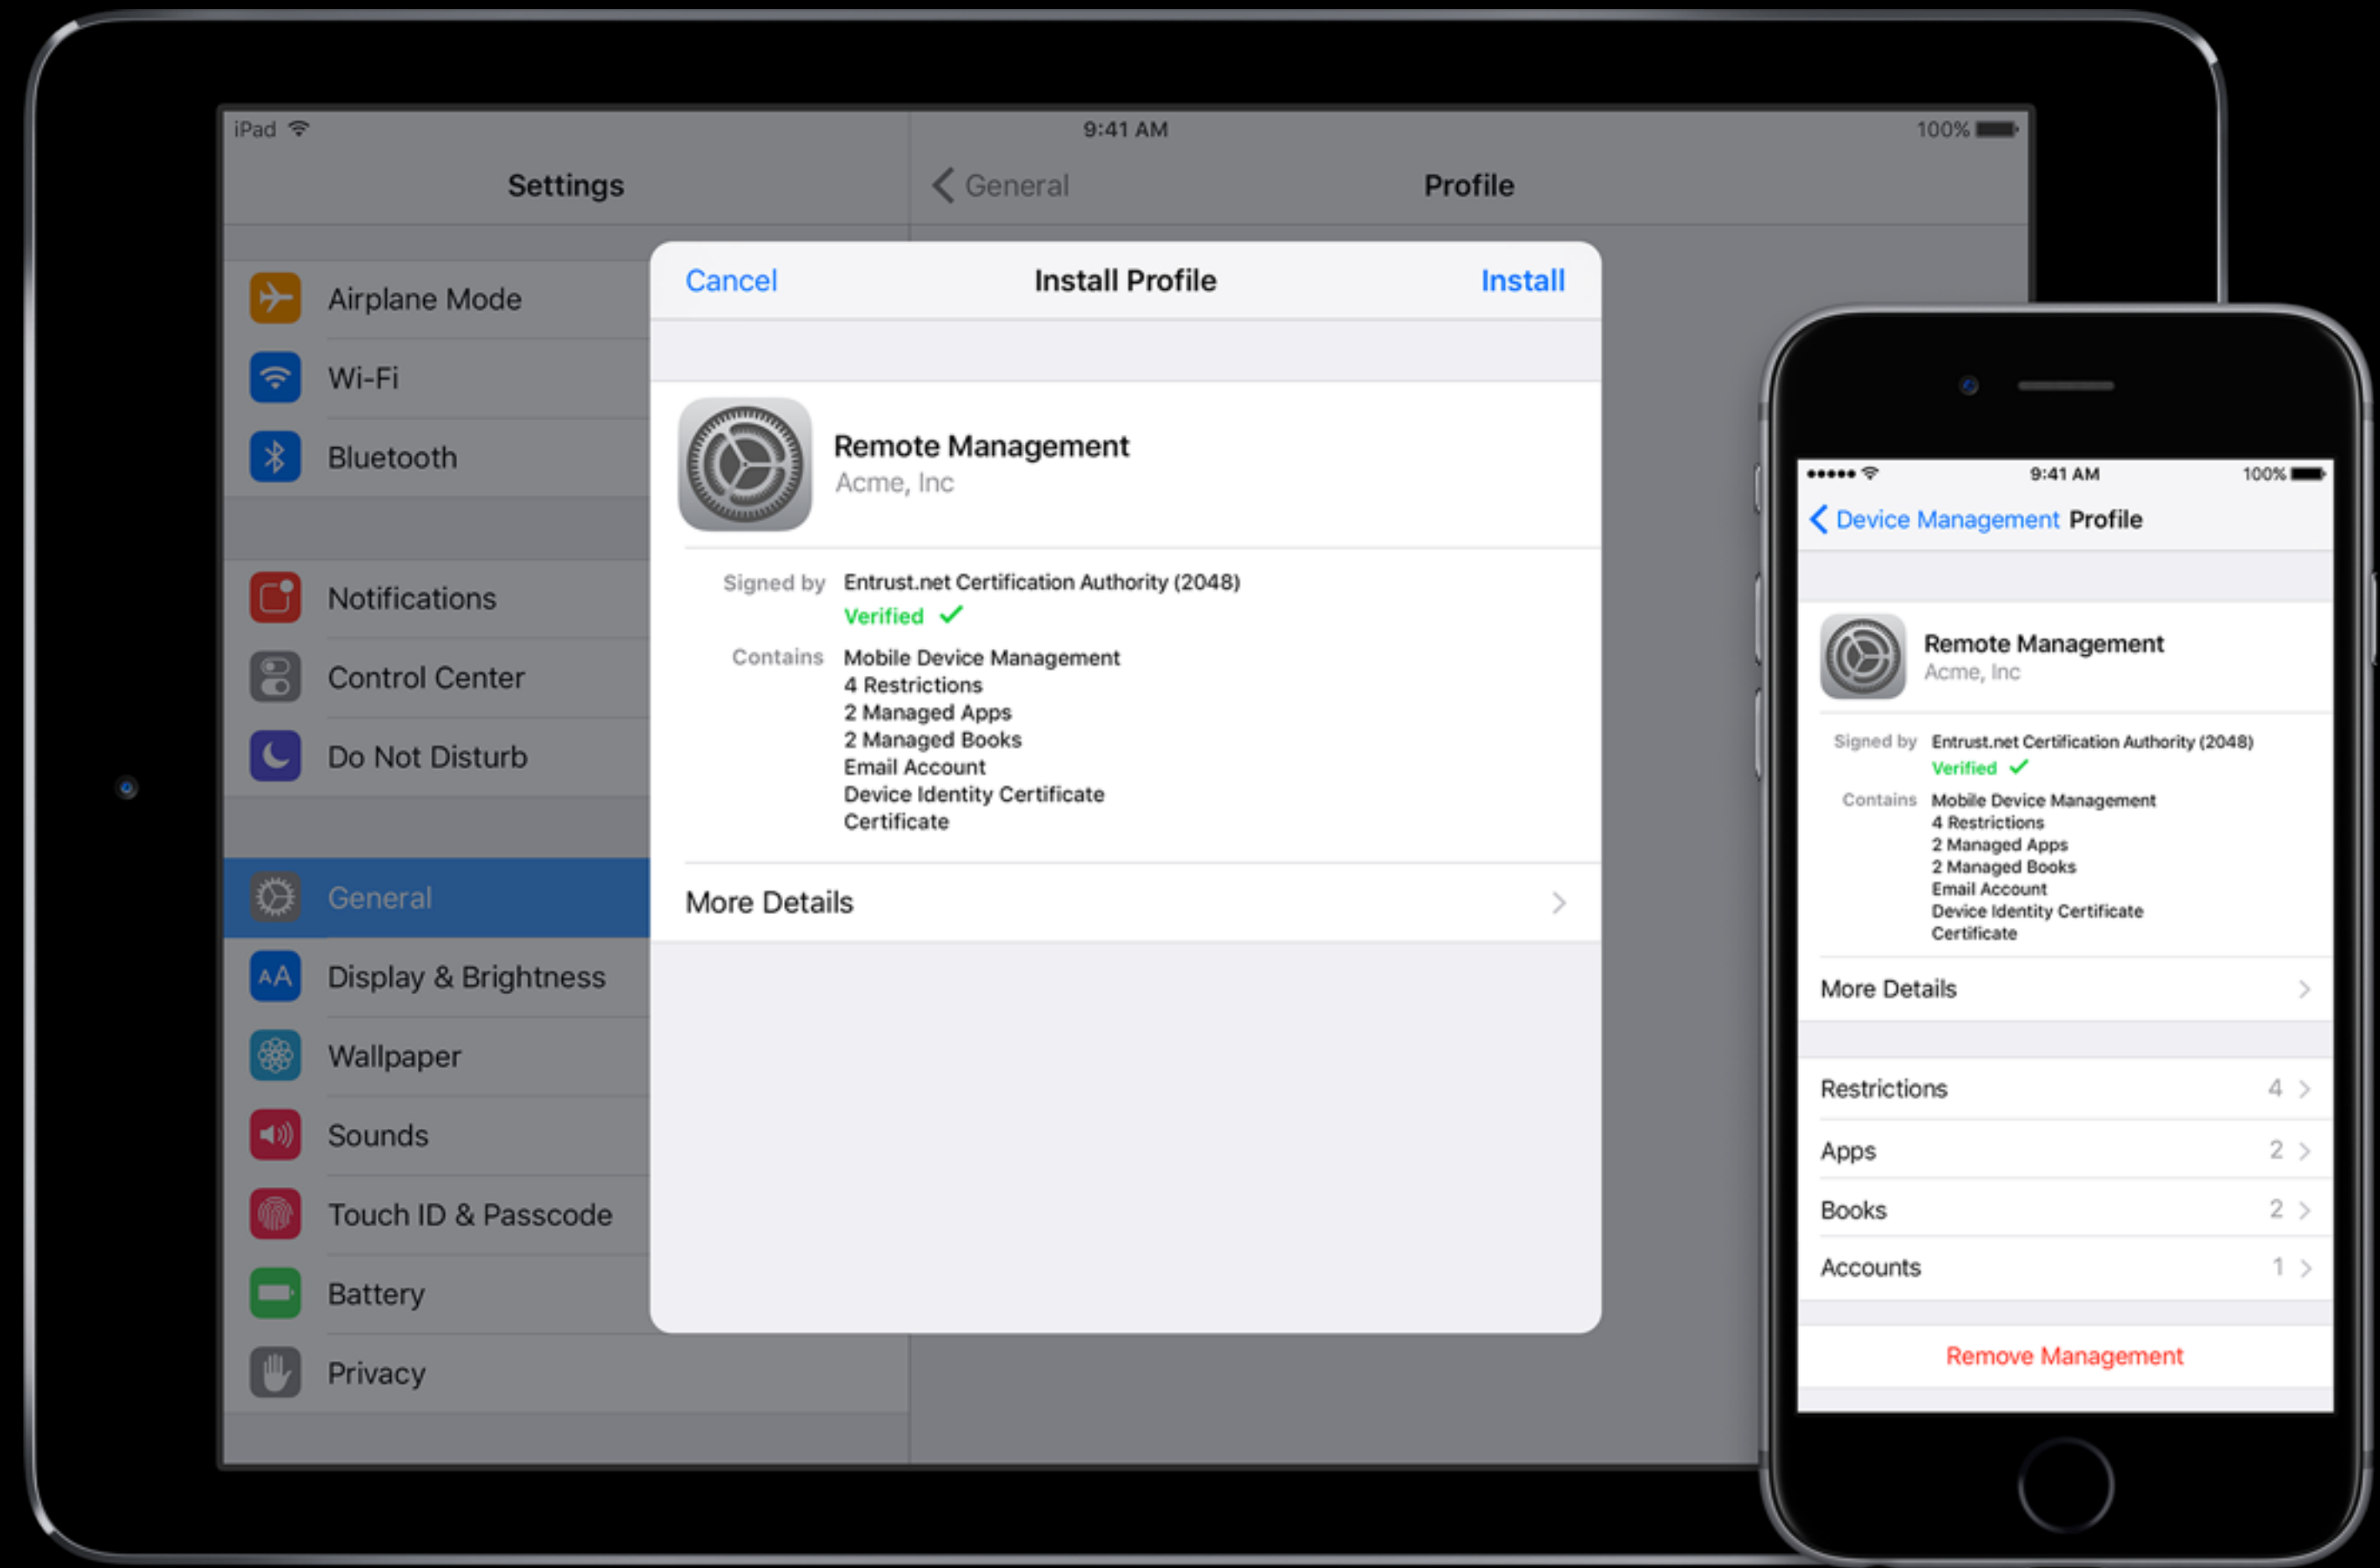 iPad 9:41 AM 100%
Settings
General Profile
Airplane Mode
Wi-Fi
Bluetooth
Notifications
Control Center
Do Not Disturb
General
Display & Brightness
AA
Wallpaper
Sounds
Touch ID & Passcode
Battery
Privacy
Cancel Install Profile Install
Remote Management
Acme, Inc
Signed by Entrust.net Certification Authority (2048)
Verified
Contains Mobile Device Management
4 Restrictions
2 Managed Apps
2 Managed Books
Email Account
Device Identity Certificate
Certificate
More Details
9:41 AM 100%
Device Management Profile
Remote Management
Acme, Inc
Signed by Entrust.net Certification Authority (2048)
Verified
Contains Mobile Device Management
4 Restrictions
2 Managed Apps
2 Managed Books
Email Account
Device Identity Certificate
Certificate
More Details
Restrictions 4
Apps 2
Books 2
Accounts 1
Remove Management